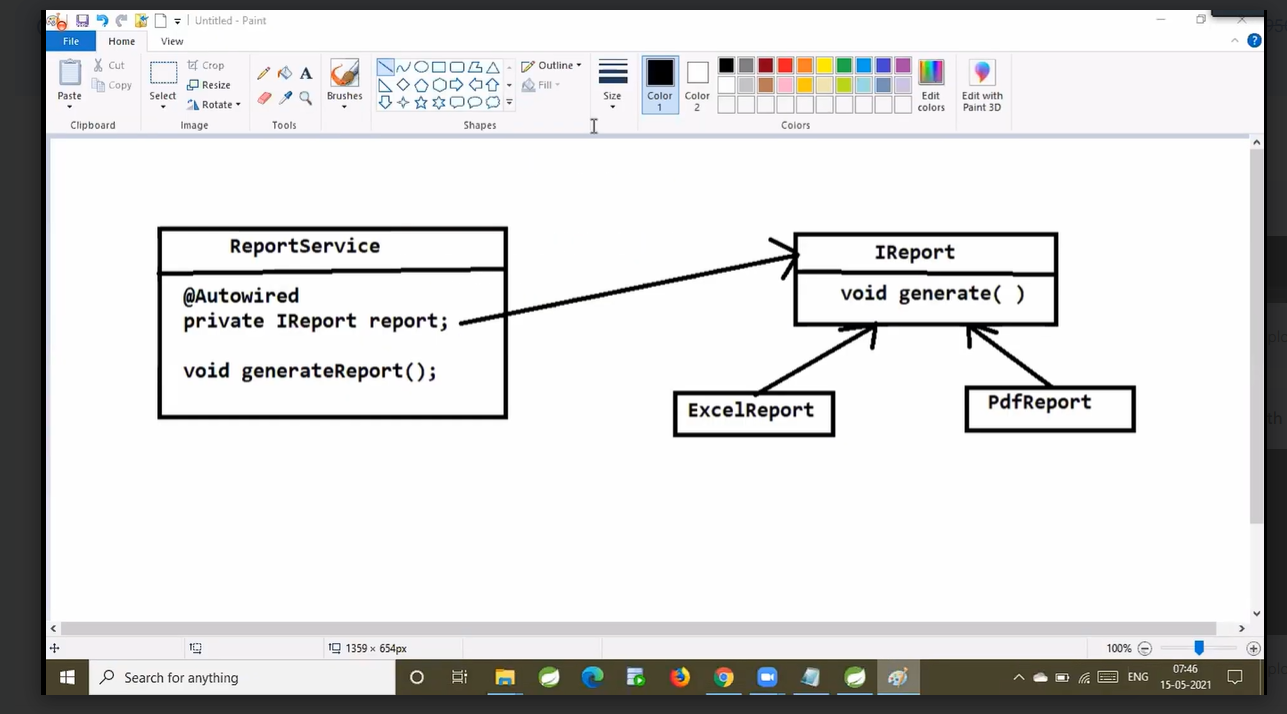 Untitled - Paint
File Home View
Paste
Cut
Copy
Clipboard
Select
Crop
Resize
Rotate
Image
A
Tools
Brushes
Outline
Fill
Shapes
Size
Color
1
Color
2
Edit
colors
Colors
Edit with
Paint 3D
ReportService
@Autowired
private IReport report;
void generateReport();
IReport
void generate( )
ExcelReport
PdfReport
1359 × 654px
100%
Search for anything
ENG
07:46
15-05-2021